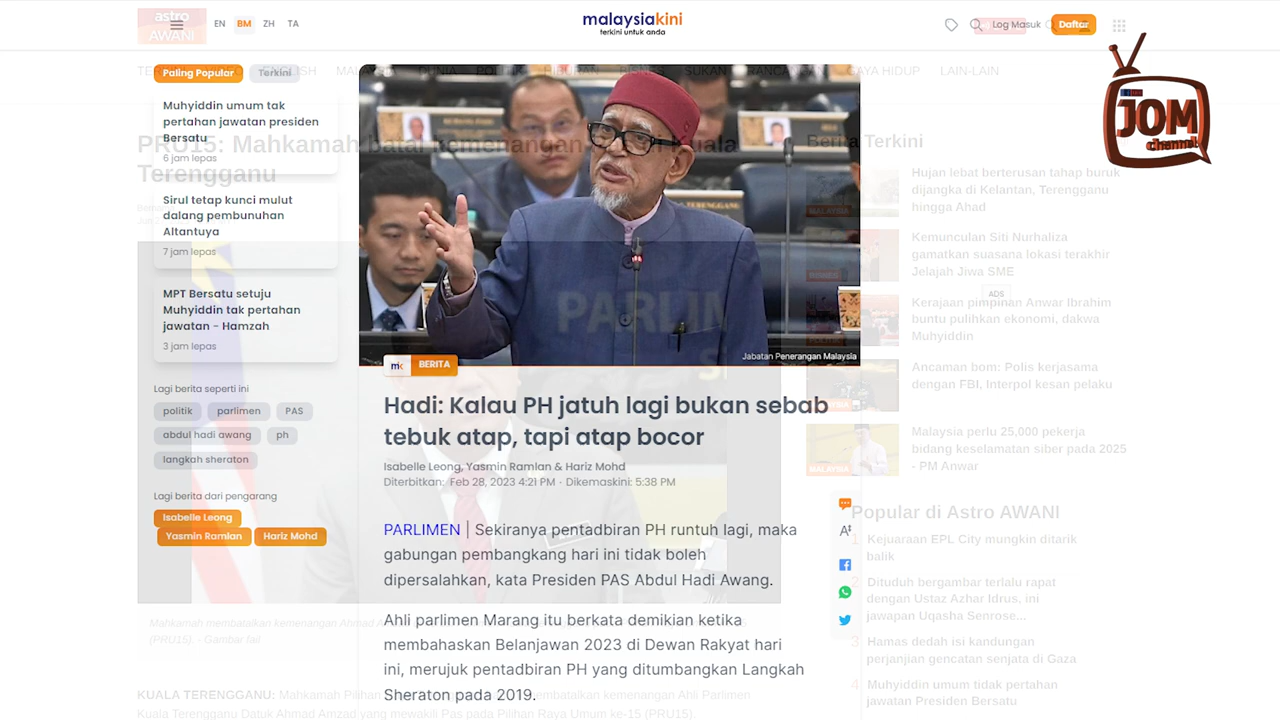 astro
AWANI
EN BM ZH TA
malaysiakini
terkini untuk anda
Log Masuk
Daftar
JOM
channel
ENGLISH
DUNIA
POLITIK
HIBURAN
BISNES
SUKAN
GAYA HIDUP
LAIN-LAIN
Paling Popular
Terkini
Muhyiddin umum tak
pertahan jawatan presiden
Bersatu
6 jam lepas
Sirul tetap kunci mulut
dalang pembunuhan
Altantuya
7 jam lepas
MPT Bersatu setuju
Muhyiddin tak pertahan
jawatan - Hamzah
3 jam lepas
Lagi berita seperti ini
politik
parlimen
PAS
abdul hadi awang
ph
langkah sheraton
Lagi berita dari pengarang
Isabelle Leong
Yasmin Ramlan
Hariz Mohd
PRU15: Mahkamah batal kemenangan Kuala
Terengganu
PARLIM
Jabatan Penerangan Malaysia
mk BERITA
Hadi: Kalau PH jatuh lagi bukan sebab
tebuk atap, tapi atap bocor
Isabelle Leong, Yasmin Ramlan & Hariz Mohd
Diterbitkan: Feb 28, 2023 4:21 PM · Dikemaskini: 5:38 PM
PARLIMEN | Sekiranya pentadbiran PH runtuh lagi, maka
gabungan pembangkang hari ini tidak boleh
dipersalahkan, kata Presiden PAS Abdul Hadi Awang.
Ahli parlimen Marang itu berkata demikian ketika
membahaskan Belanjawan 2023 di Dewan Rakyat hari
ini, merujuk pentadbiran PH yang ditumbangkan Langkah
Sheraton pada 2019.
Mahkamah membatalkan kemenangan Ahmad
(PRU15). - Gambar fail
KUALA TERENGGANU: Mahkamah Pilihan membatalkan kemenangan Ahli Parlimen
Kuala Terengganu Datuk Ahmad Amzad yang mewakili Pas pada Pilihan Raya Umum ke-15 (PRU15).
Berita Terkini
MALAYSIA
Hujan lebat berterusan tahap buruk
dijangka di Kelantan, Terengganu
hingga Ahad
Kemunculan Siti Nurhaliza
gamatkan suasana lokasi terakhir
Jelajah Jiwa SME
ADS
Kerajaan pimpinan Anwar Ibrahim
buntu pulihkan ekonomi, dakwa
Muhyiddin
Ancaman bom: Polis kerjasama
dengan FBI, Interpol kesan pelaku
MALAYSIA
Malaysia perlu 25,000 pekerja
bidang keselamatan siber pada 2025
- PM Anwar
Popular di Astro AWANI
1 Kejuaraan EPL City mungkin ditarik
balik
2 Dituduh bergambar terlalu rapat
dengan Ustaz Azhar Idrus, ini
jawapan Uqasha Senrose...
3 Hamas dedah isi kandungan
perjanjian gencatan senjata di Gaza
4 Muhyiddin umum tidak pertahan
jawatan Presiden Bersatu